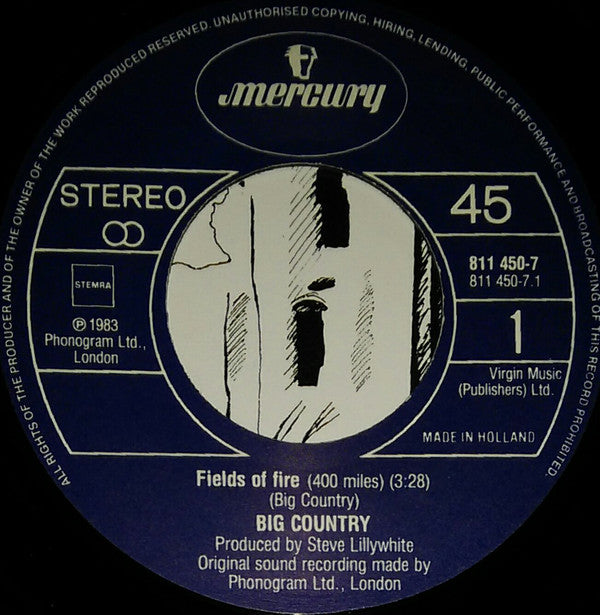 ALL RIGHTS OF THE PRODUCER AND OF THE OWNER OF THE WORK REPRODUCED RESERVED. UNAUTHORISED COPYING, HIRING, LENDING, PUBLIC PERFORMANCE AND BROADCASTING OF THIS RECORD PROHIBITED.
mercury
STEREO
45
STEMRA
811 450-7
811 450-7.1
℗ 1983
Phonogram Ltd.,
London
1
Virgin Music
(Publishers) Ltd.
MADE IN HOLLAND
Fields of fire (400 miles) (3:28)
(Big Country)
BIG COUNTRY
Produced by Steve Lillywhite
Original sound recording made by
Phonogram Ltd., London